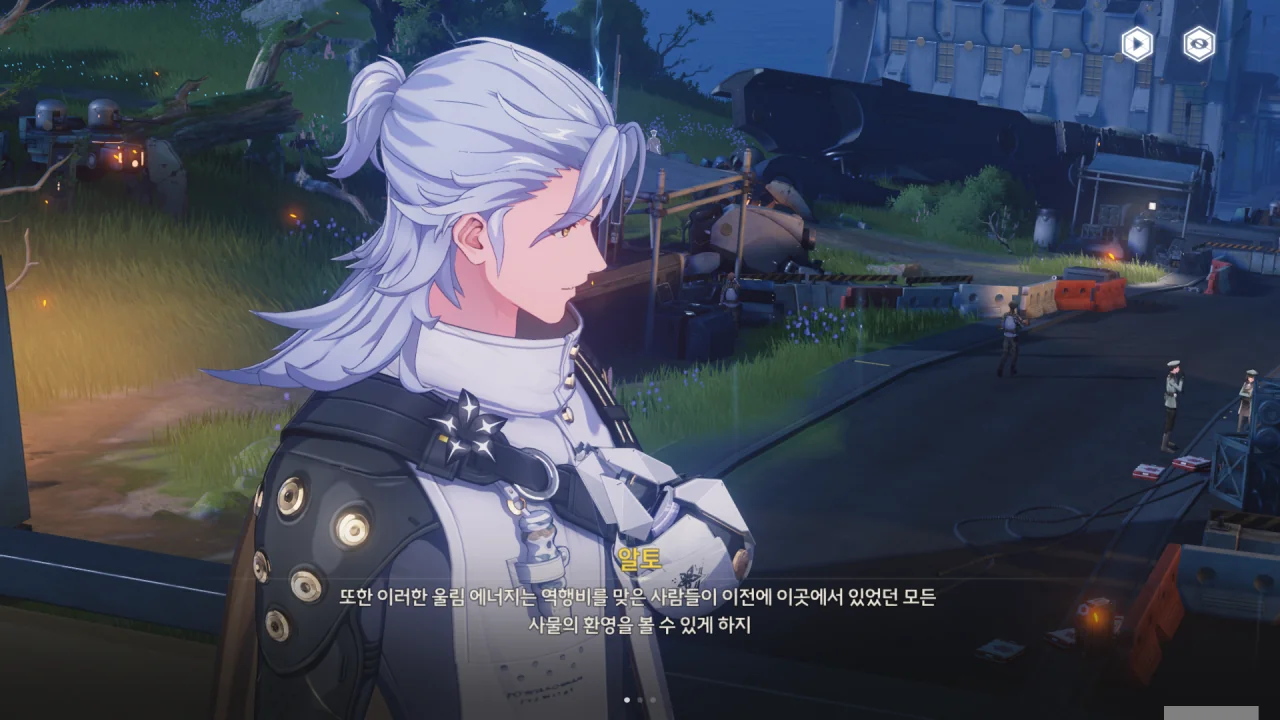 알토
또한 이러한 울림 에너지는 역행비를 맞은 사람들이 이전에 이곳에서 있었던 모든
사물의 환영을 볼 수 있게 하지